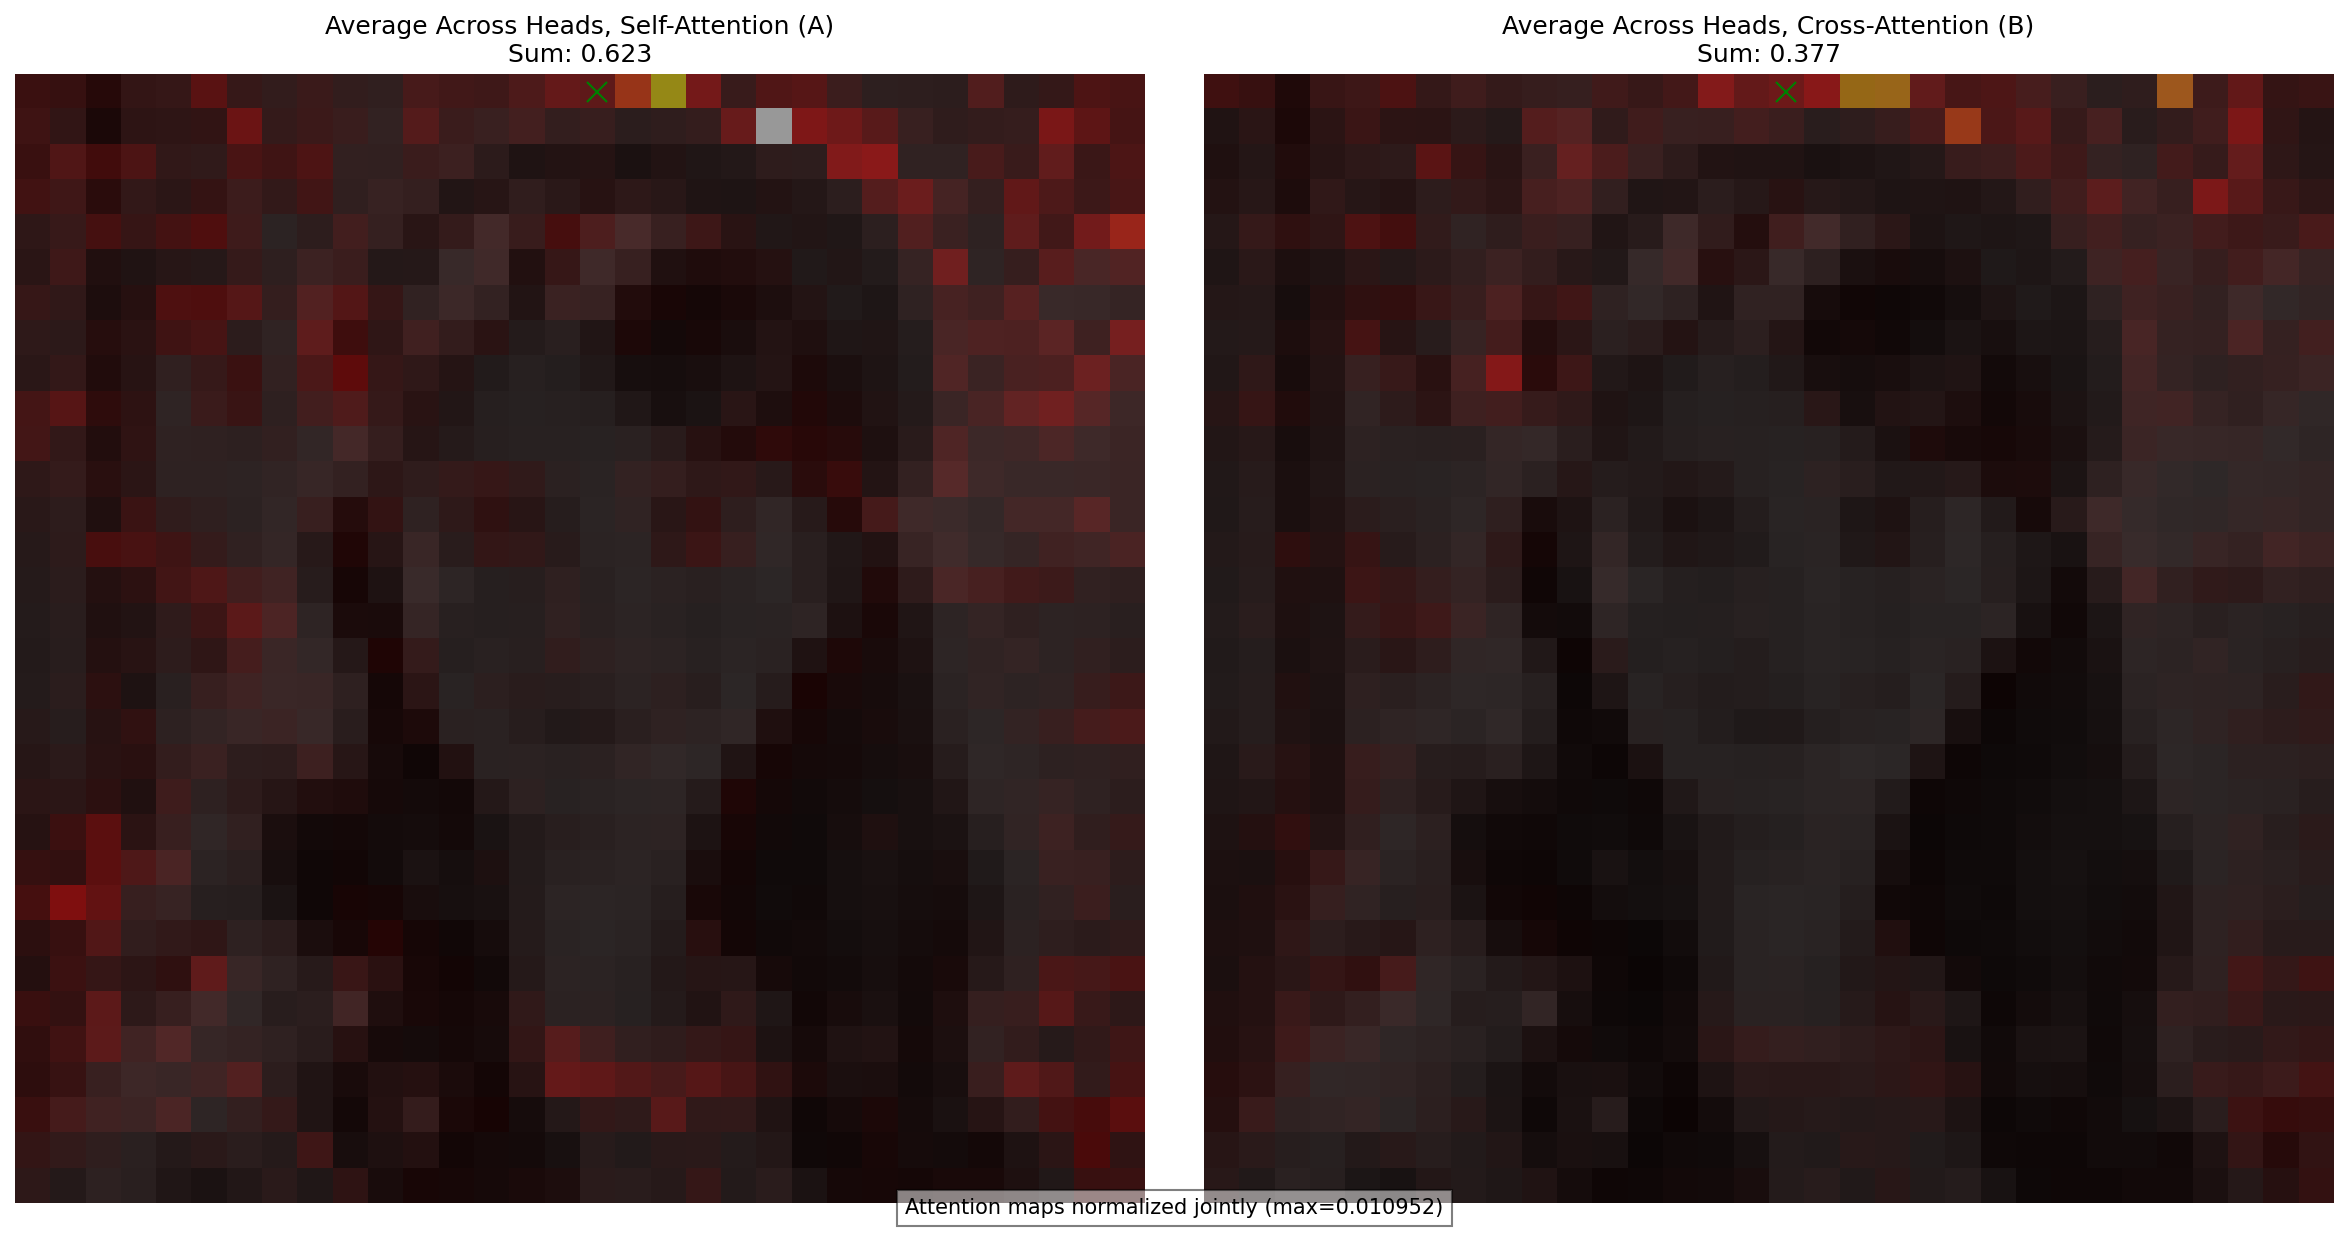 Average Across Heads, Self-Attention (A)
Sum: 0.623
Average Across Heads, Cross-Attention (B)
Sum: 0.377
Attention maps normalized jointly (max=0.010952)